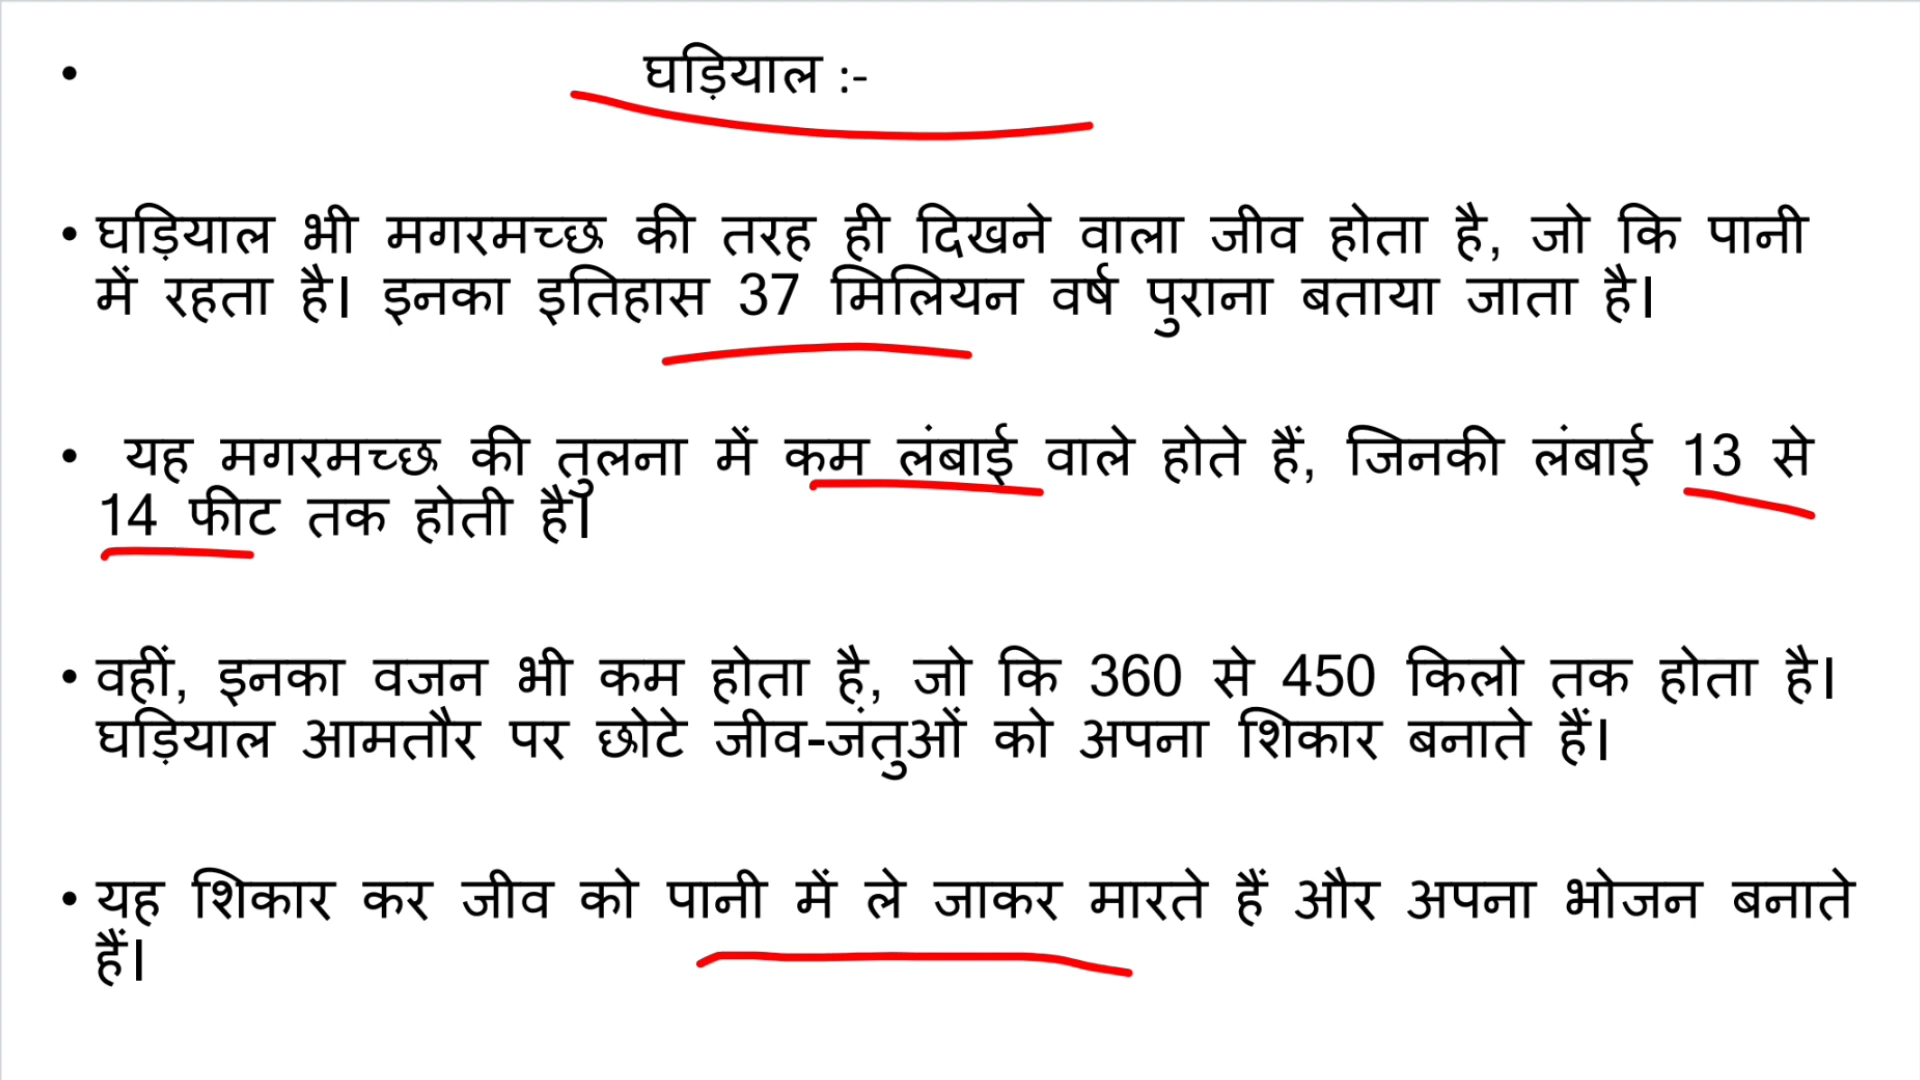 • घड़ियाल :-
• घड़ियाल भी मगरमच्छ की तरह ही दिखने वाला जीव होता है, जो कि पानी
में रहता है। इनका इतिहास 37 मिलियन वर्ष पुराना बताया जाता है।
• यह मगरमच्छ की तुलना में कम लंबाई वाले होते हैं, जिनकी लंबाई 13 से
14 फीट तक होती है।
• वहीं, इनका वजन भी कम होता है, जो कि 360 से 450 किलो तक होता है।
घड़ियाल आमतौर पर छोटे जीव-जंतुओं को अपना शिकार बनाते हैं।
• यह शिकार कर जीव को पानी में ले जाकर मारते हैं और अपना भोजन बनाते
हैं।